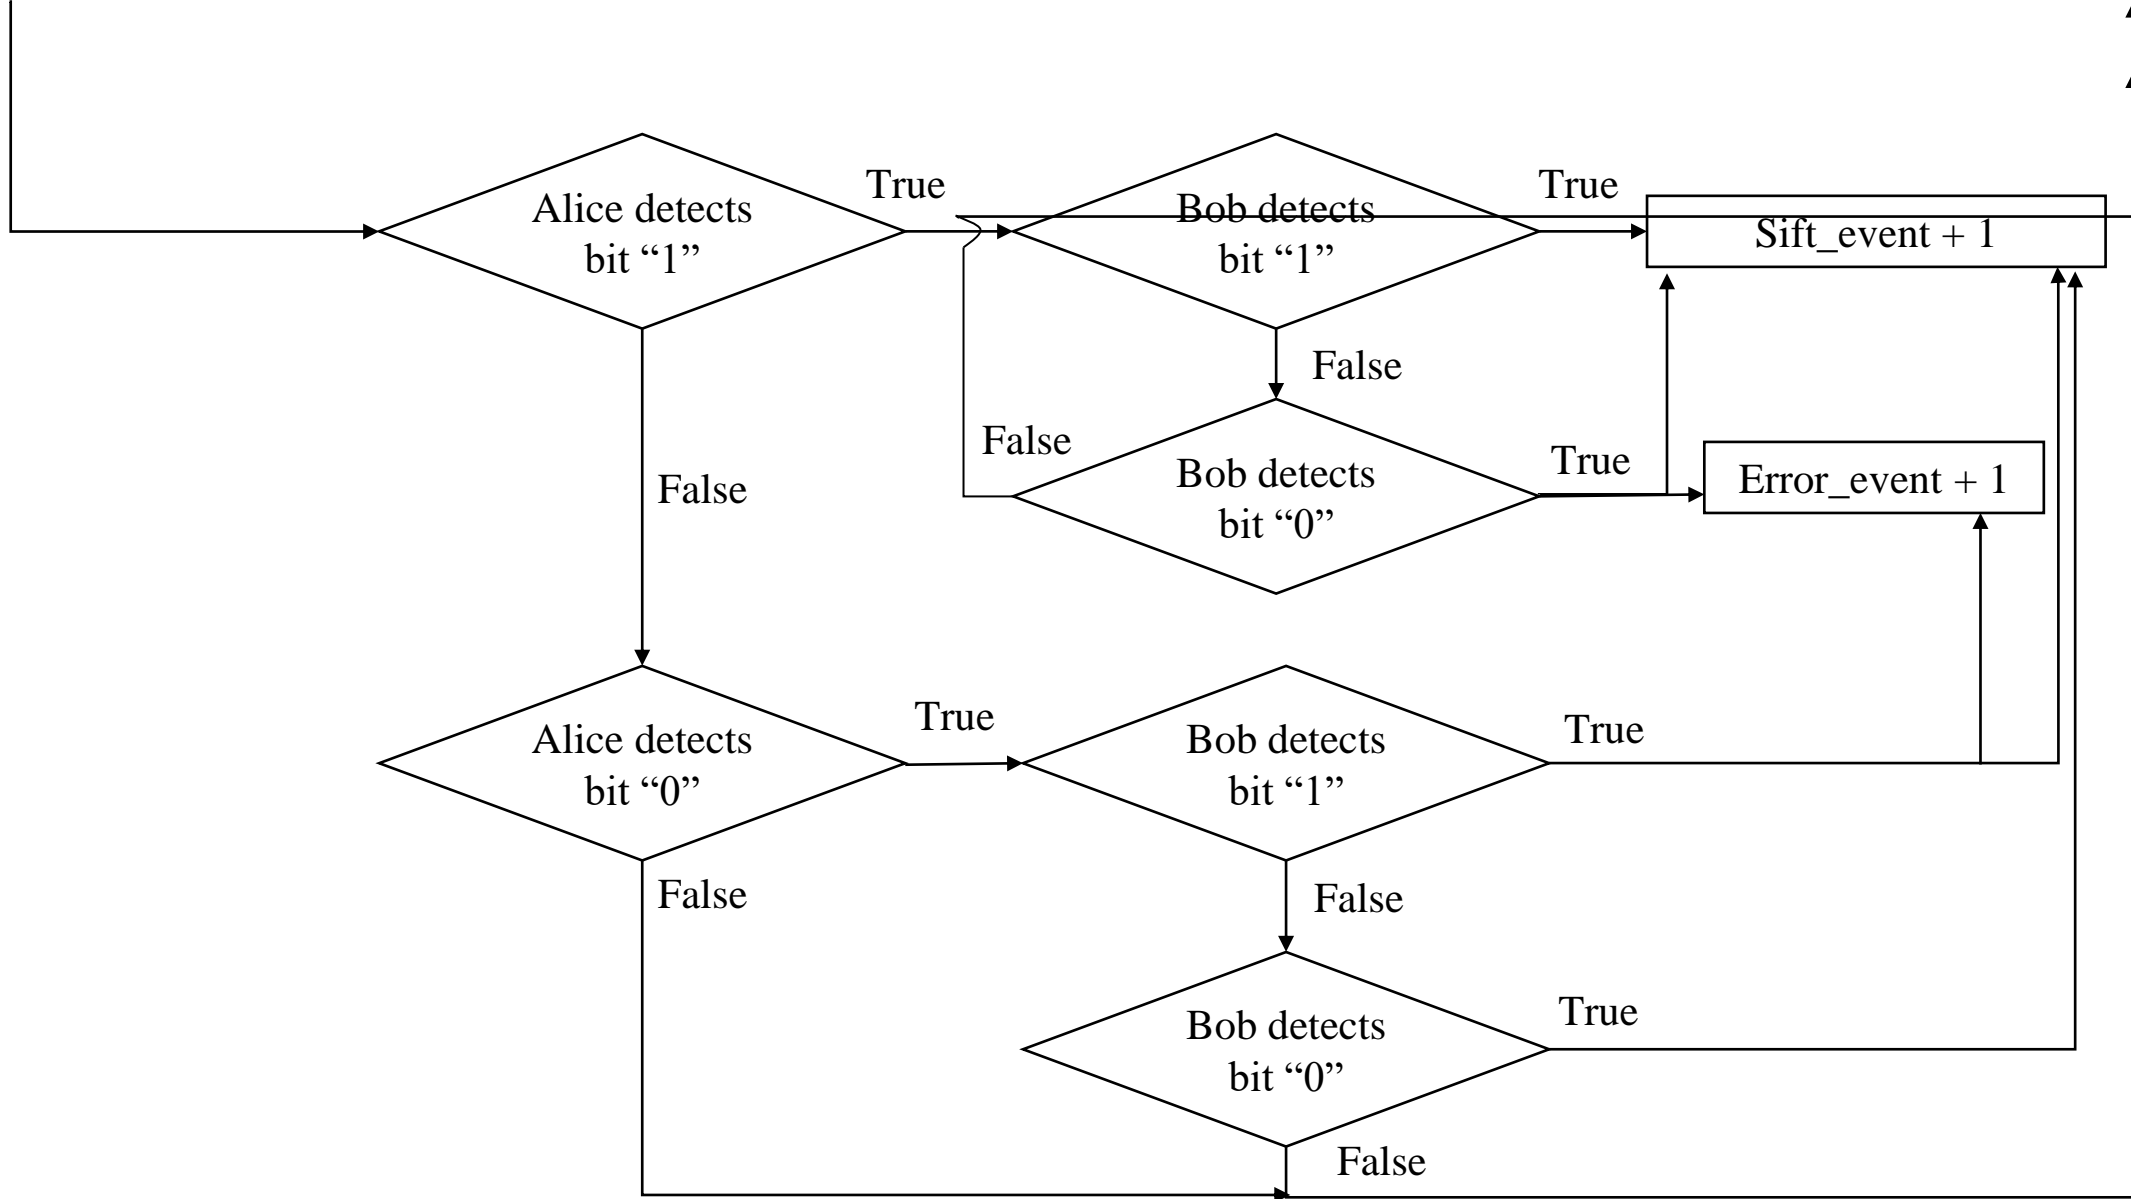 True
True
Alice detects
bit “1”
Bob detects
bit “1”
Sift_event + 1
False
False
True
Bob detects
bit “0”
Error_event + 1
False
True
True
Alice detects
bit “0”
Bob detects
bit “1”
False
False
True
Bob detects
bit “0”
False